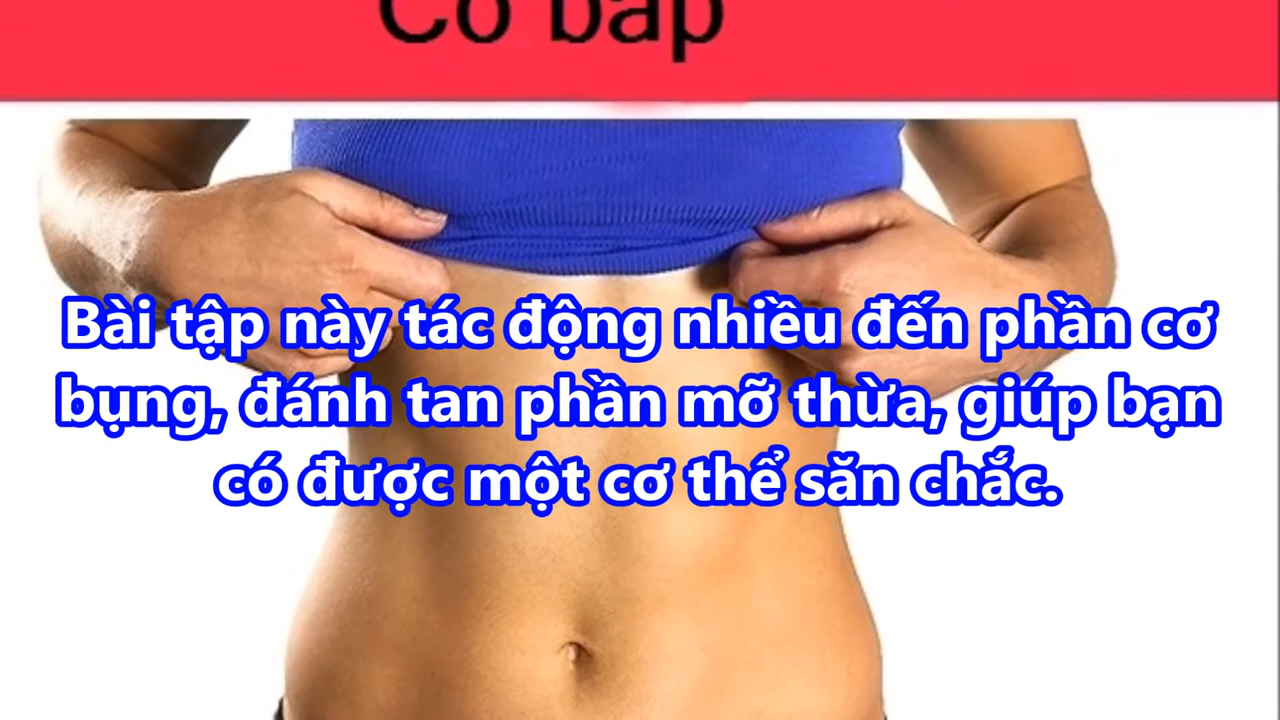 Cơ bắp
Bài tập này tác động nhiều đến phần cơ
bụng, đánh tan phần mỡ thừa, giúp bạn
có được một cơ thể săn chắc.